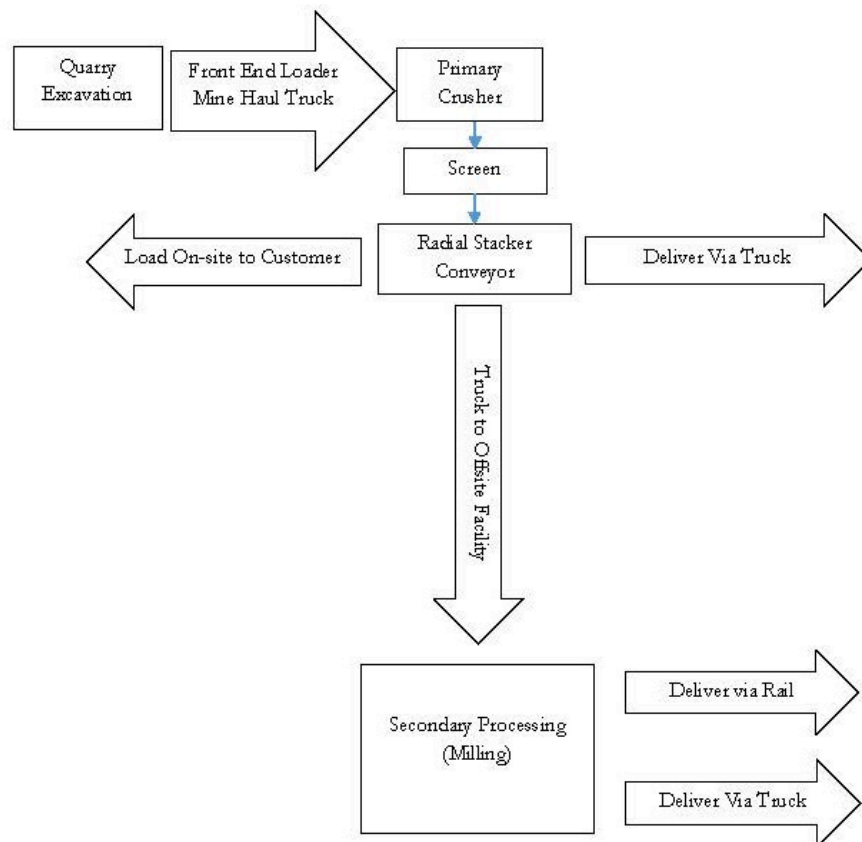 Quarry
Excavation
Front End Loader
Mine Haul Truck
Primary
Crusher
Screen
Load On-site to Customer
Radial Stacker
Conveyor
Deliver Via Truck
Truck to Offsite Facility
Secondary Processing
(Milling)
Deliver via Rail
Deliver Via Truck